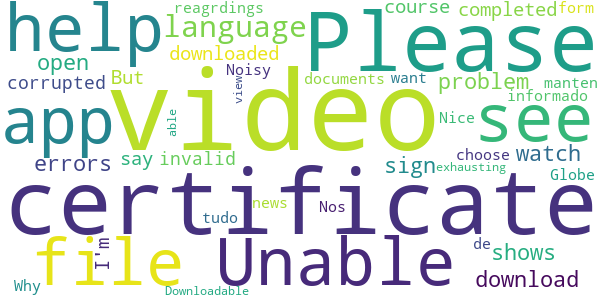 reagrdings course completed form
help language Please
open downloaded
corrupted But Noisy documents want problem manten
video view informado
app able Nice see
errors say invalid sign choose watch
exhausting Globe
certificate
tudo news Nos de
file I'm Unable shows
Why Downloadable download